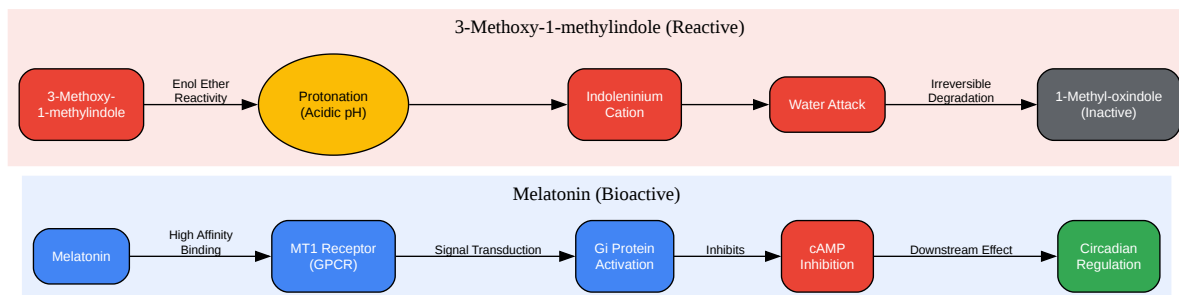 3-Methoxy-1-methylindole (Reactive)
3-Methoxy-
1-methylindole
Enol Ether
Reactivity
Protonation
(Acidic pH)
Indoleninium
Cation
Water Attack
Irreversible
Degradation
1-Methyl-oxindole
(Inactive)
Melatonin (Bioactive)
Melatonin
High Affinity
Binding
MT1 Receptor
(GPCR)
Signal Transduction
Gi Protein
Activation
Inhibits
cAMP
Inhibition
Downstream Effect
Circadian
Regulation